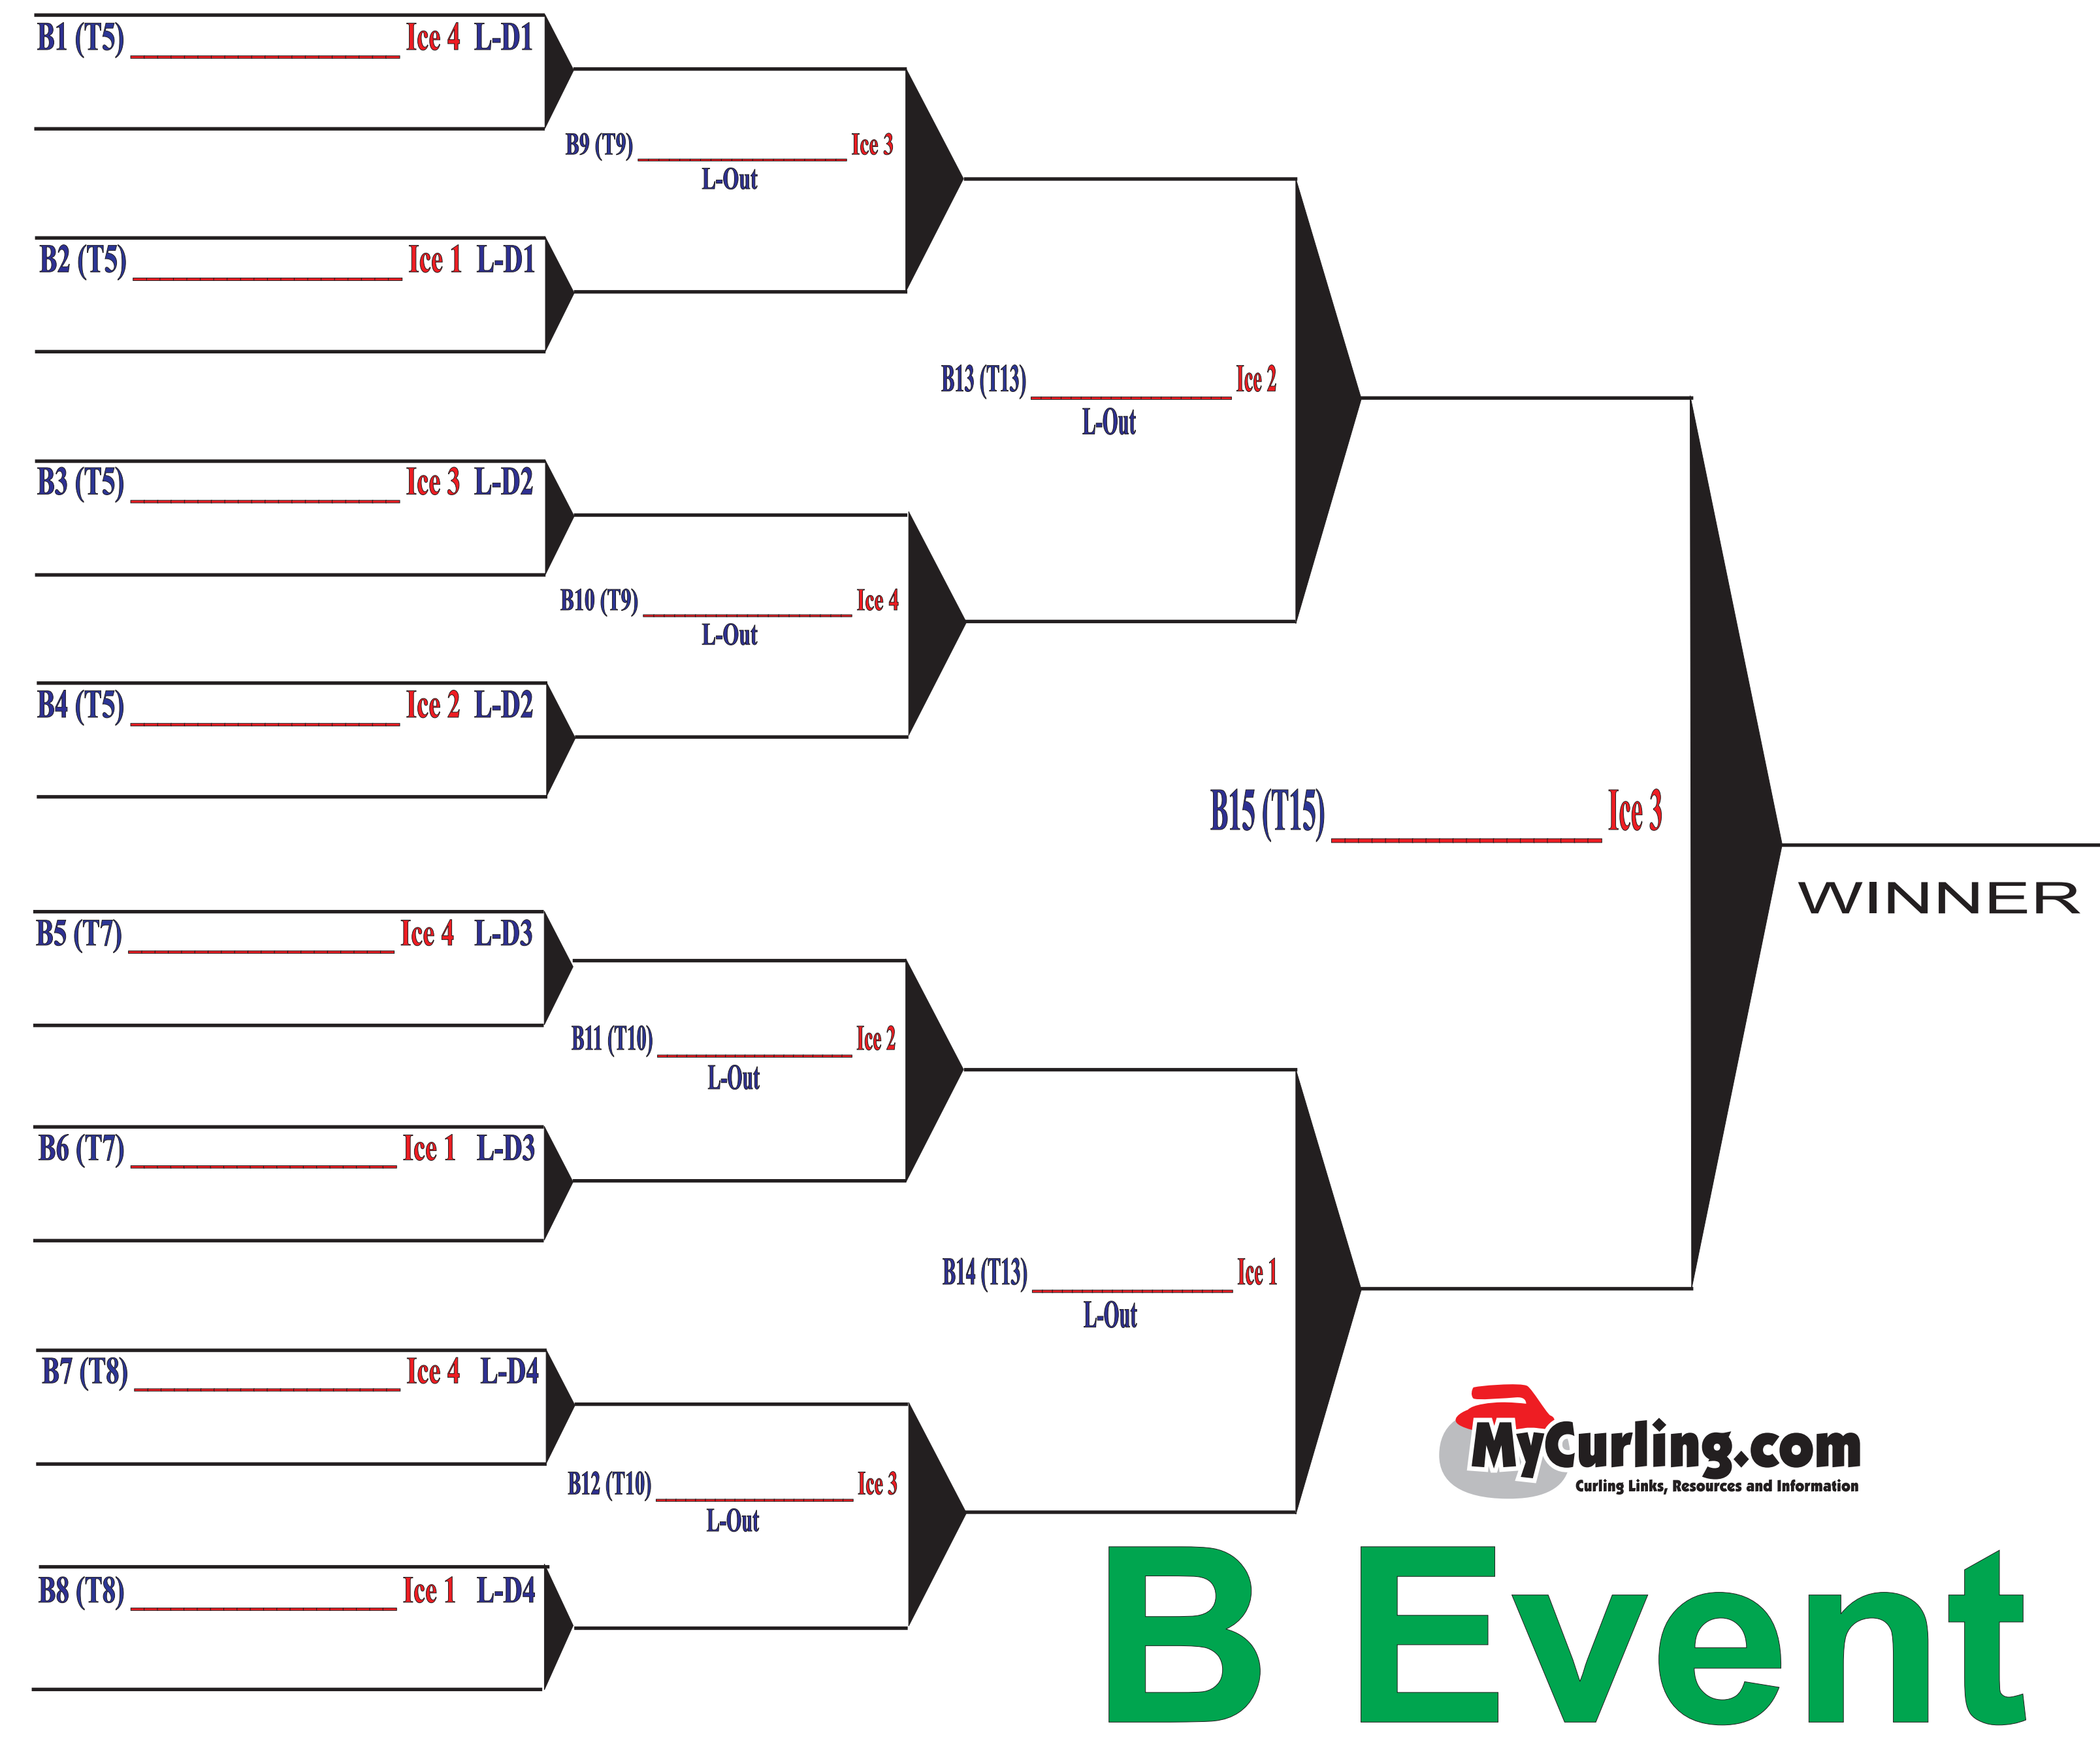 B1 (T5) Ice 4 L-D1
B9 (T9) Ice 3
L-Out
B2 (T5) Ice 1 L-D1
B13 (T13) Ice 2
L-Out
B3 (T5) Ice 3 L-D2
B10 (T9) Ice 4
L-Out
B4 (T5) Ice 2 L-D2
B15 (T15) Ice 3
WINNER
B5 (T7) Ice 4 L-D3
B11 (T10) Ice 2
L-Out
B6 (T7) Ice 1 L-D3
B14 (T13) Ice 1
L-Out
B7 (T8) Ice 4 L-D4
B12 (T10) Ice 3
L-Out
B8 (T8) Ice 1 L-D4
MyCurling.com
Curling Links, Resources and Information
B Event